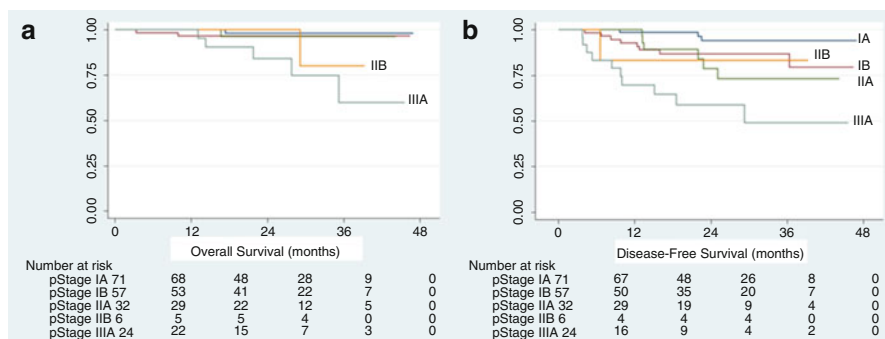 a
1.00
0.75
0.50
0.25
0.00
IIB
IIIA
0 12 24 36 48
Overall Survival (months)
Number at risk
pStage IA 71 68 48 28 9 0
pStage IB 57 53 41 22 7 0
pStage IIA 32 29 22 12 5 0
pStage IIB 6 5 5 4 0 0
pStage IIIA 24 22 15 7 3 0
b
1.00
0.75
0.50
0.25
0.00
IA
IIB
IB
IIA
IIIA
0 12 24 36 48
Disease-Free Survival (months)
Number at risk
pStage IA 71 67 48 26 8 0
pStage IB 57 50 35 20 7 0
pStage IIA 32 29 19 9 4 0
pStage IIB 6 4 4 4 0 0
pStage IIIA 24 16 9 4 2 0